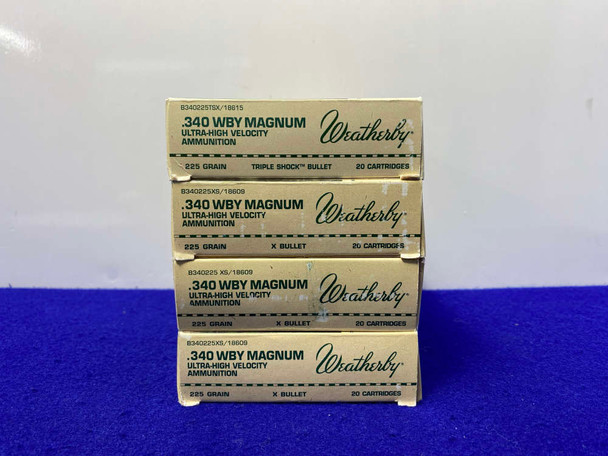 B340225TSX/18615
.340 WBY MAGNUM
ULTRA-HIGH VELOCITY
AMMUNITION
Weatherby®
225 GRAIN TRIPLE SHOCK™ BULLET 20 CARTRIDGES
B340225XS/18609
.340 WBY MAGNUM
ULTRA-HIGH VELOCITY
AMMUNITION
Weatherby®
225 GRAIN X BULLET 20 CARTRIDGES
B340225 XS/18609
.340 WBY MAGNUM
ULTRA-HIGH VELOCITY
AMMUNITION
Weatherby®
225 GRAIN X BULLET 20 CARTRIDGES
B340225XS/18609
.340 WBY MAGNUM
ULTRA-HIGH VELOCITY
AMMUNITION
Weatherby®
225 GRAIN X BULLET 20 CARTRIDGES